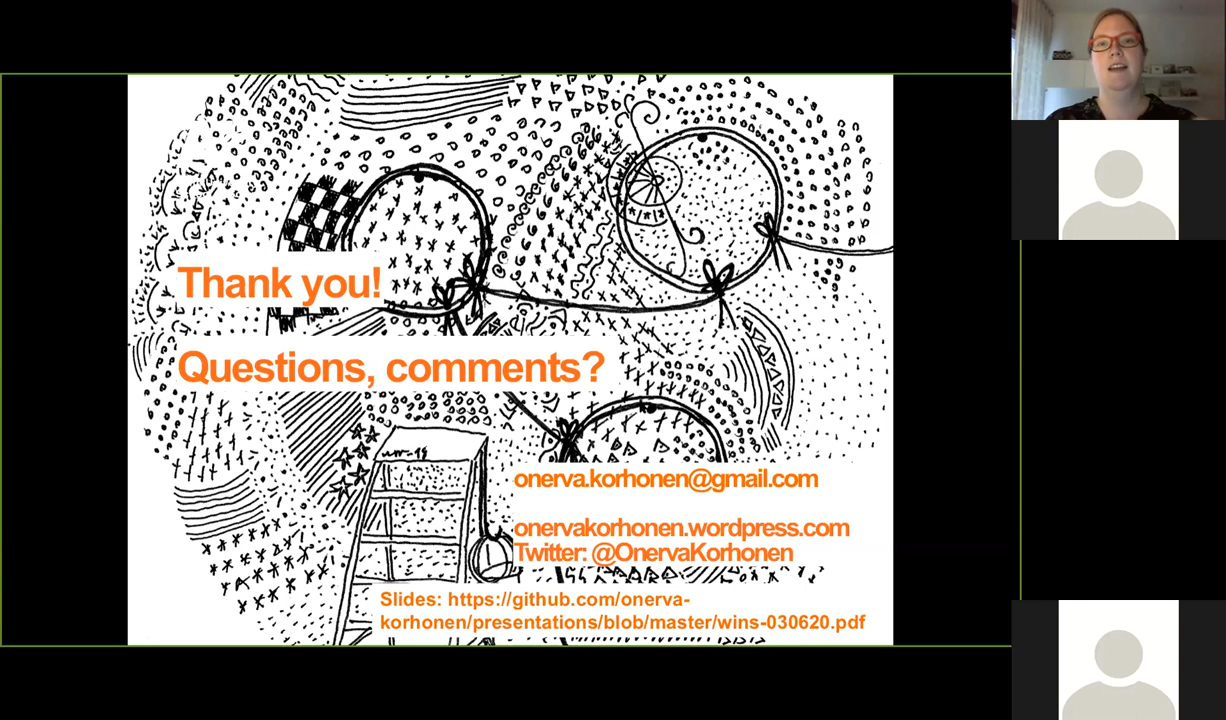 Thank you!
Questions, comments?
onerva.korhonen@gmail.com
onervakorhonen.wordpress.com
Twitter: @OnervaKorhonen
Slides: https://github.com/onerva-
korhonen/presentations/blob/master/wins-030620.pdf